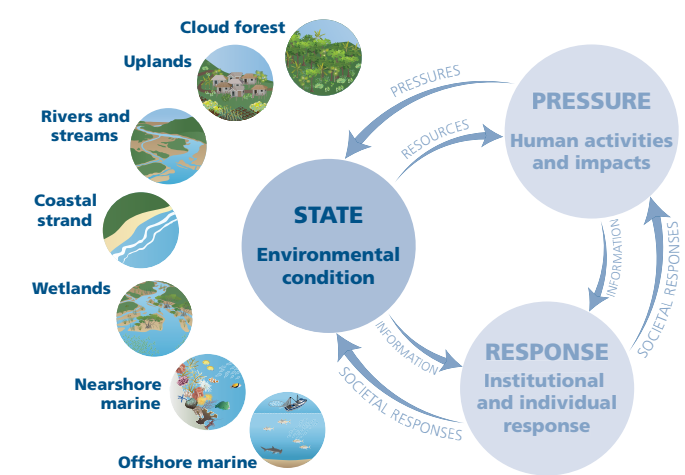 Cloud forest
Uplands
Rivers and
streams
Coastal
strand
Wetlands
Nearshore
marine
Offshore marine
STATE
Environmental
condition
PRESSURES
RESOURCES
PRESSURE
Human activities
and impacts
INFORMATION
SOCIETAL RESPONSES
INFORMATION
SOCIETAL RESPONSES
RESPONSE
Institutional
and individual
response